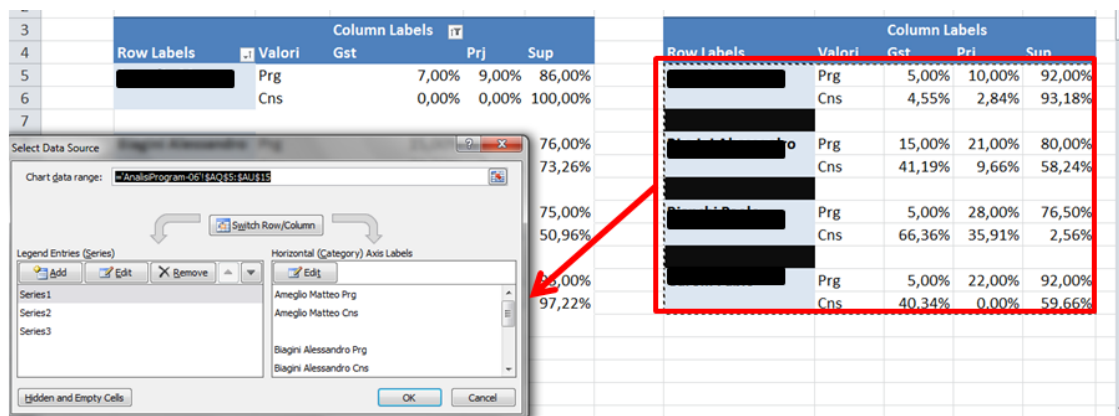 3 Column Labels Column Labels
4 Row Labels Valori Gst Prj Sup Row Labels Valori Gst Prj Sup
5 Prg 7,00% 9,00% 86,00% Prg 5,00% 10,00% 92,00%
6 Cns 0,00% 0,00% 100,00% Cns 4,55% 2,84% 93,18%
7
Select Data Source
76,00% Prg 15,00% 21,00% 80,00%
73,26% Cns 41,19% 9,66% 58,24%
Chart data range: ='AnalisiProgram-06'!$AQ$5:$AU$15
75,00% Prg 5,00% 28,00% 76,50%
Switch Row/Column
50,96% Cns 66,36% 35,91% 2,56%
Legend Entries (Series) Horizontal (Category) Axis Labels
Add Edit Remove Edit
,00% Prg 5,00% 22,00% 92,00%
Series1 Ameglio Matteo Prg
97,22% Cns 40,34% 0,00% 59,66%
Series2 Ameglio Matteo Cns
Series3
Biagini Alessandro Prg
Biagini Alessandro Cns
Hidden and Empty Cells OK Cancel